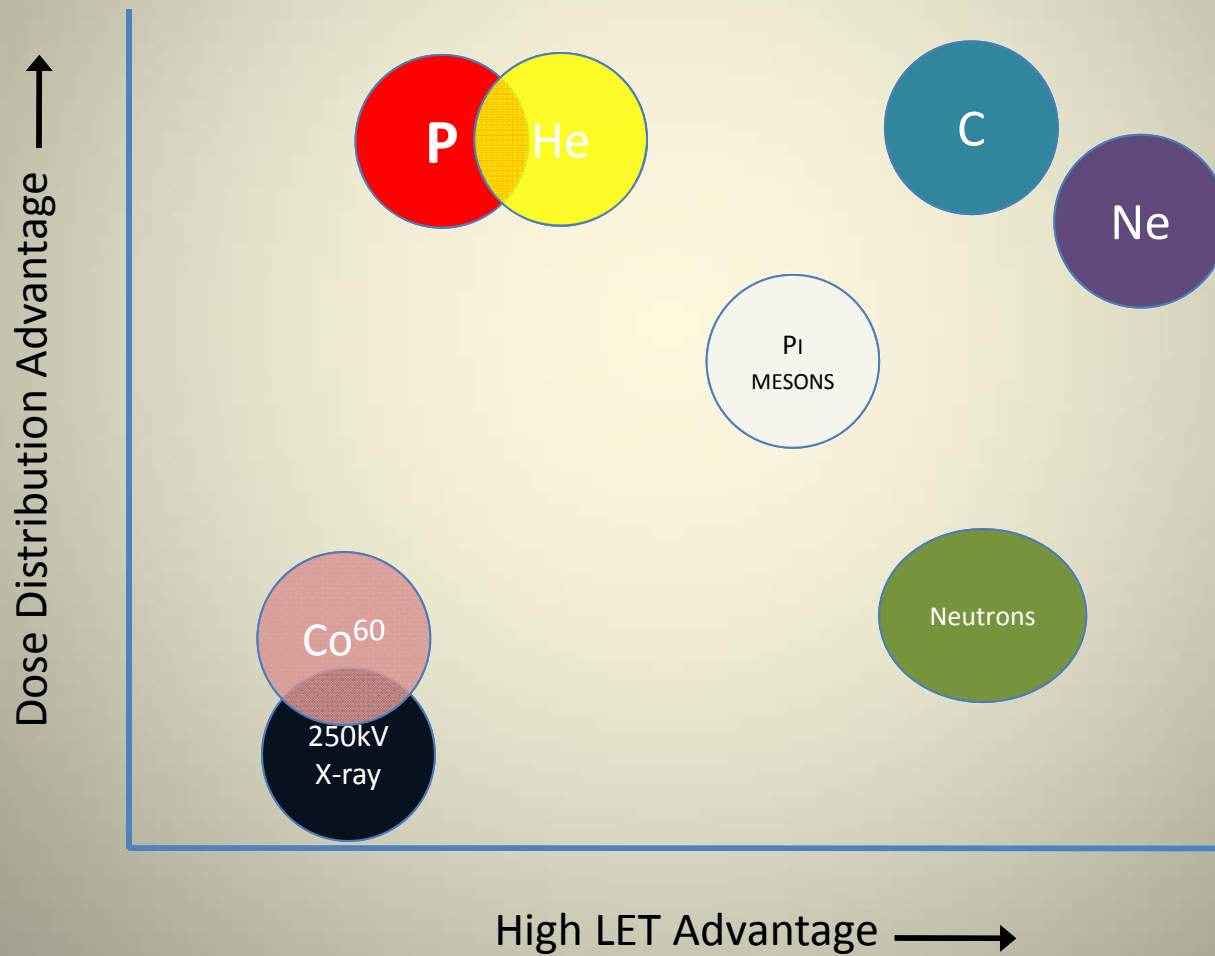 Dose Distribution Advantage
P
He
C
Ne
PI
MESONS
Co⁶⁰
250kV
X-ray
Neutrons
High LET Advantage